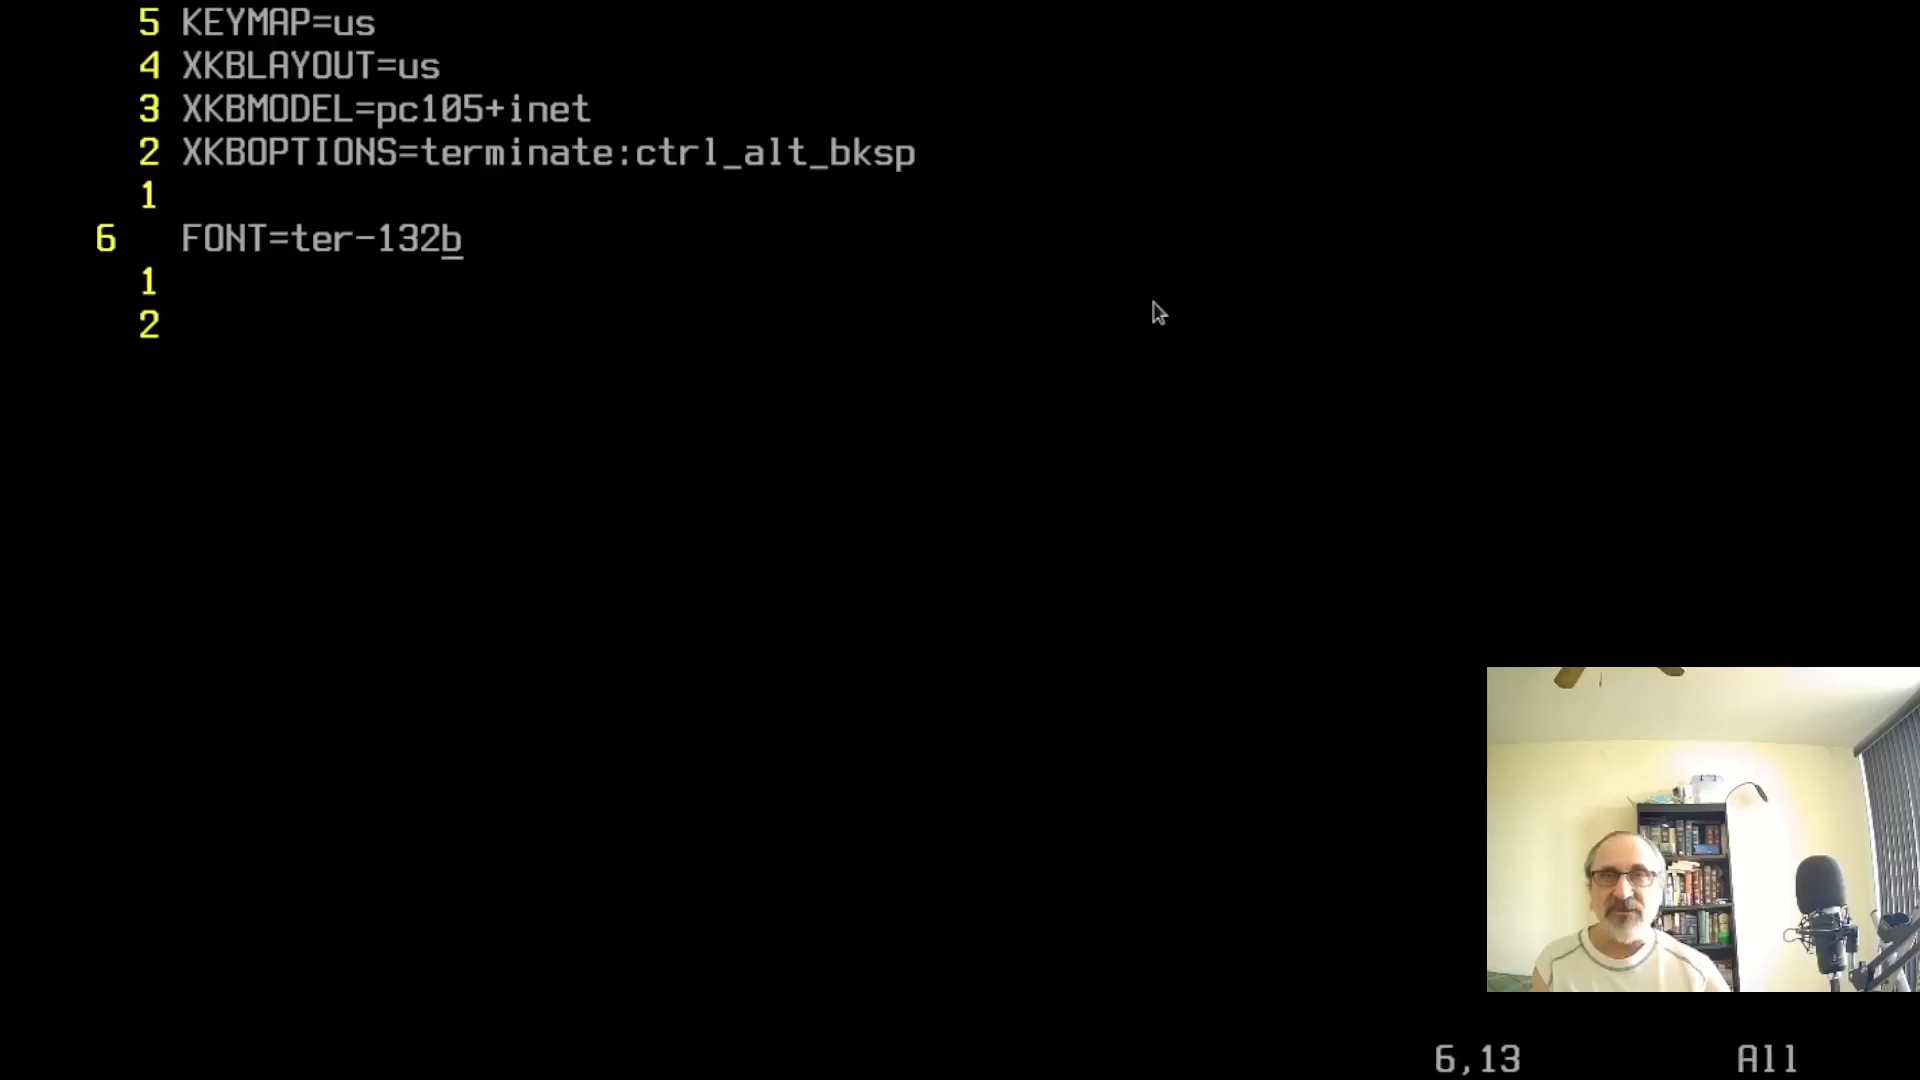 5 KEYMAP=us
4 XKBLAYOUT=us
3 XKBMODEL=pc105+inet
2 XKBOPTIONS=terminate:ctrl_alt_bksp
1
6 FONT=ter-132b
1
2
6,13 All